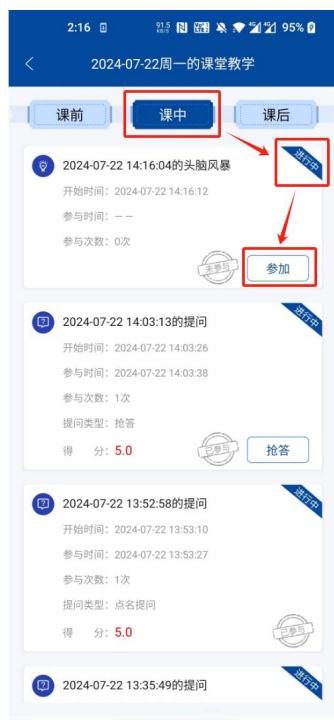 2:16 91.5 KB/S 4G 4G 95%
2024-07-22周一的课堂教学
课前 课中 课后
2024-07-22 14:16:04的头脑风暴
进行中
开始时间：2024-07-22 14:16:12
参与时间：– –
参与次数：0次
未参与
参加
2024-07-22 14:03:13的提问
进行中
开始时间：2024-07-22 14:03:26
参与时间：2024-07-22 14:03:38
参与次数：1次
提问类型：抢答
得 分：5.0
已参与
抢答
2024-07-22 13:52:58的提问
进行中
开始时间：2024-07-22 13:53:10
参与时间：2024-07-22 13:53:27
参与次数：1次
提问类型：点名提问
得 分：5.0
已参与
2024-07-22 13:35:49的提问
进行中